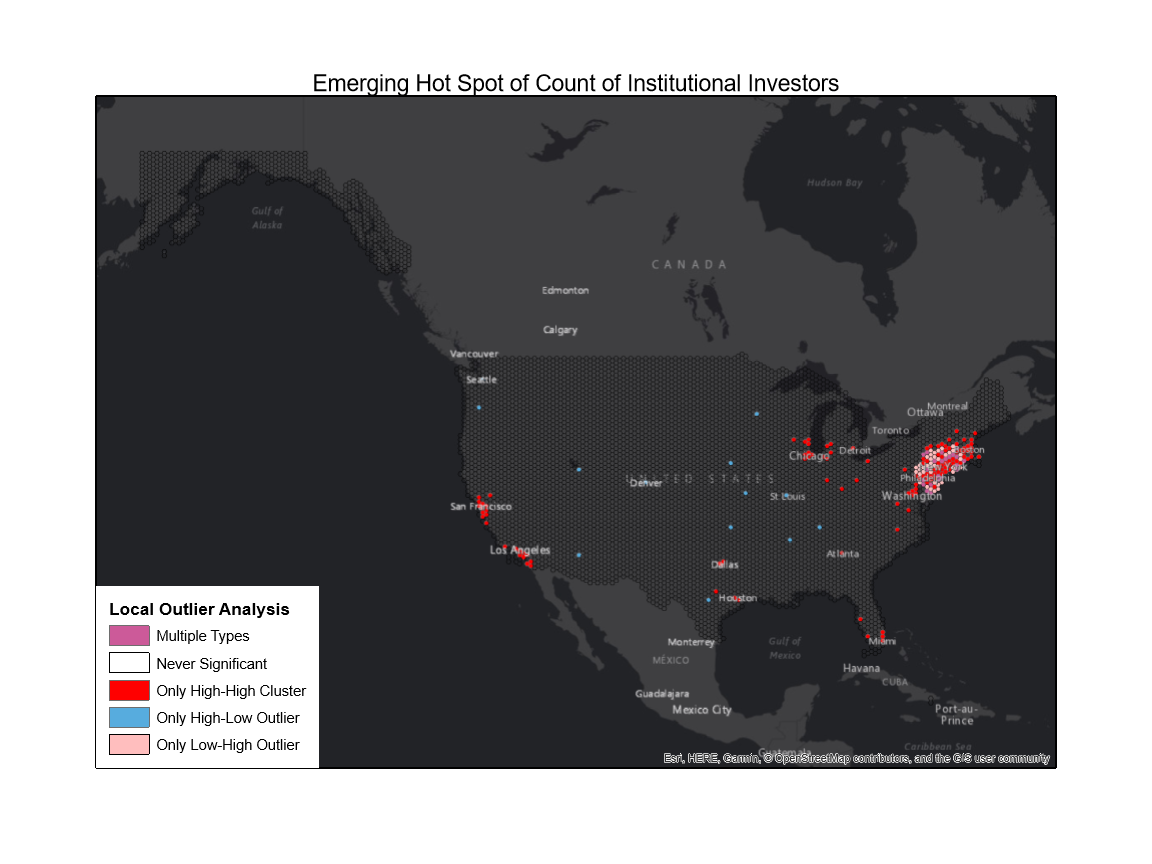 Emerging Hot Spot of Count of Institutional Investors
Hudson Bay
Gulf of
Alaska
CANADA
Edmonton
Calgary
Vancouver
Seattle
Montreal
Ottawa
Toronto
Boston
Detroit
Chicago
New York
Philadelphia
UNITED STATES
Denver
St Louis
Washington
San Francisco
Los Angeles
Atlanta
Dallas
Houston
Monterrey
Gulf of
Mexico
Miami
MÉXICO
Havana
CUBA
Guadalajara
Mexico City
Port-au-
Prince
Guatemala
Caribbean Sea
Esri, HERE, Garmin, © OpenStreetMap contributors, and the GIS user community
Local Outlier Analysis
Multiple Types
Never Significant
Only High-High Cluster
Only High-Low Outlier
Only Low-High Outlier